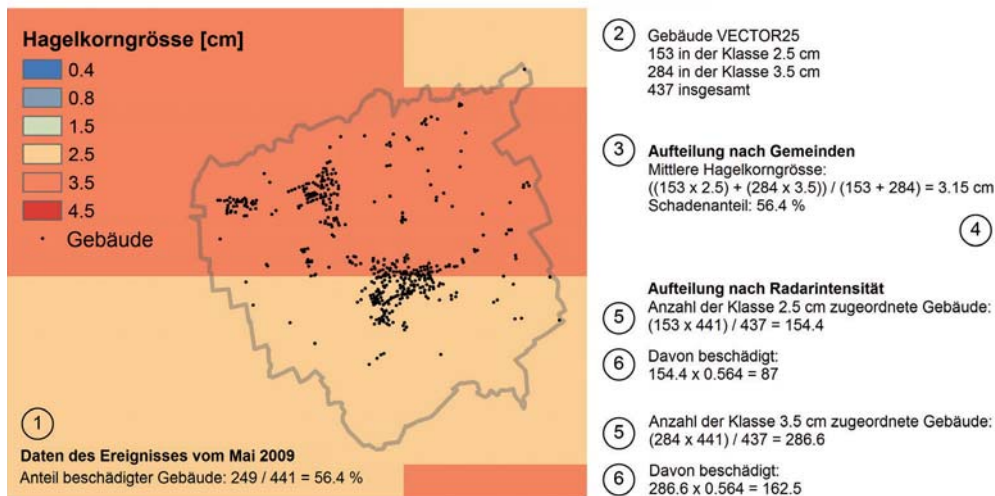 Hagelkorngrösse [cm]
0.4
0.8
1.5
2.5
3.5
4.5
Gebäude
1
Daten des Ereignisses vom Mai 2009
Anteil beschädigter Gebäude: 249 / 441 = 56.4 %
2
Gebäude VECTOR25
153 in der Klasse 2.5 cm
284 in der Klasse 3.5 cm
437 insgesamt
3
Aufteilung nach Gemeinden
Mittlere Hagelkorngrösse:
((153 x 2.5) + (284 x 3.5)) / (153 + 284) = 3.15 cm
Schadenanteil: 56.4 %
4
Aufteilung nach Radarintensität
5
Anzahl der Klasse 2.5 cm zugeordnete Gebäude:
(153 x 441) / 437 = 154.4
6
Davon beschädigt:
154.4 x 0.564 = 87
5
Anzahl der Klasse 3.5 cm zugeordnete Gebäude:
(284 x 441) / 437 = 286.6
6
Davon beschädigt:
286.6 x 0.564 = 162.5